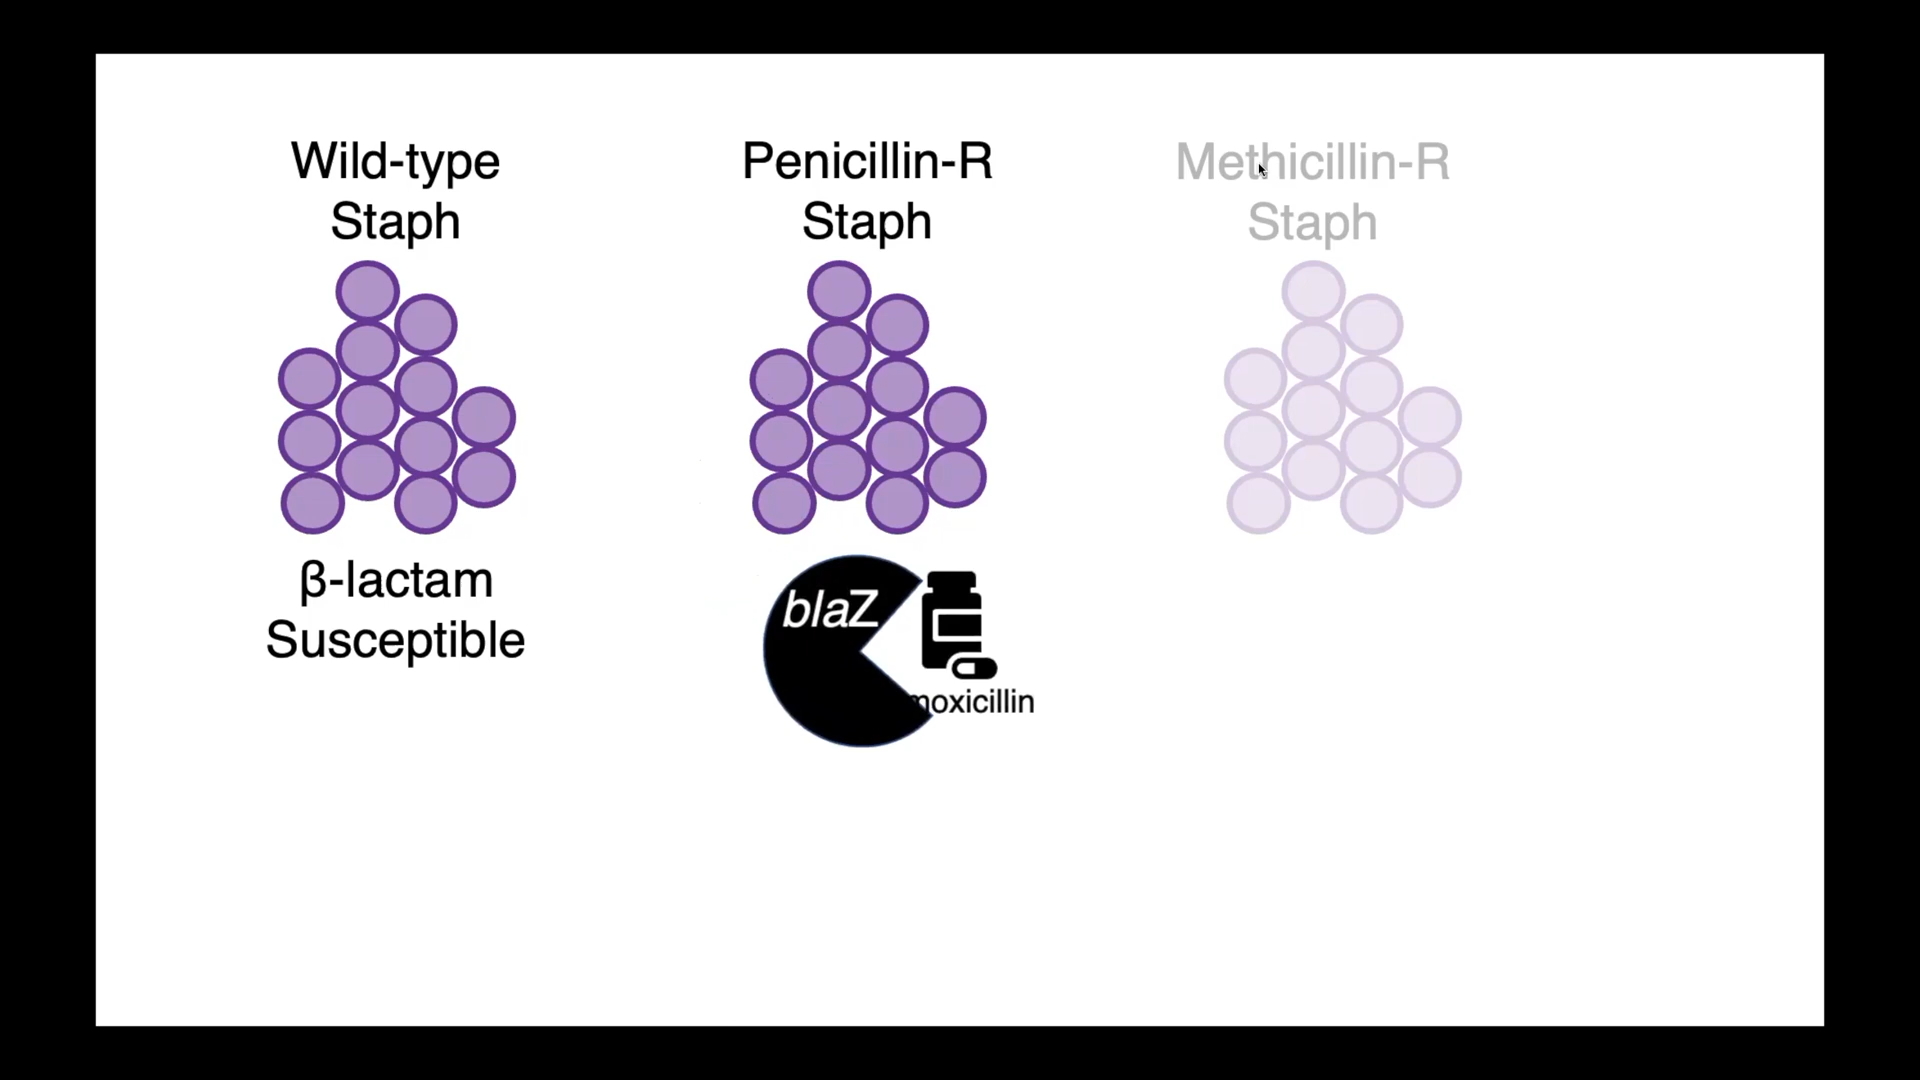 Wild-type
Staph
β-lactam
Susceptible
Penicillin-R
Staph
blaZ
moxicillin
Methicillin-R
Staph